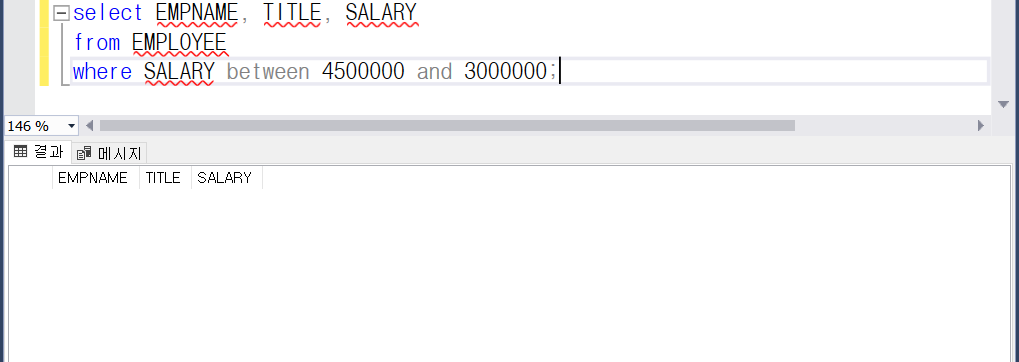 select EMPNAME, TITLE, SALARY
from EMPLOYEE
where SALARY between 4500000 and 3000000;
146 %
결과 메시지
EMPNAME TITLE SALARY